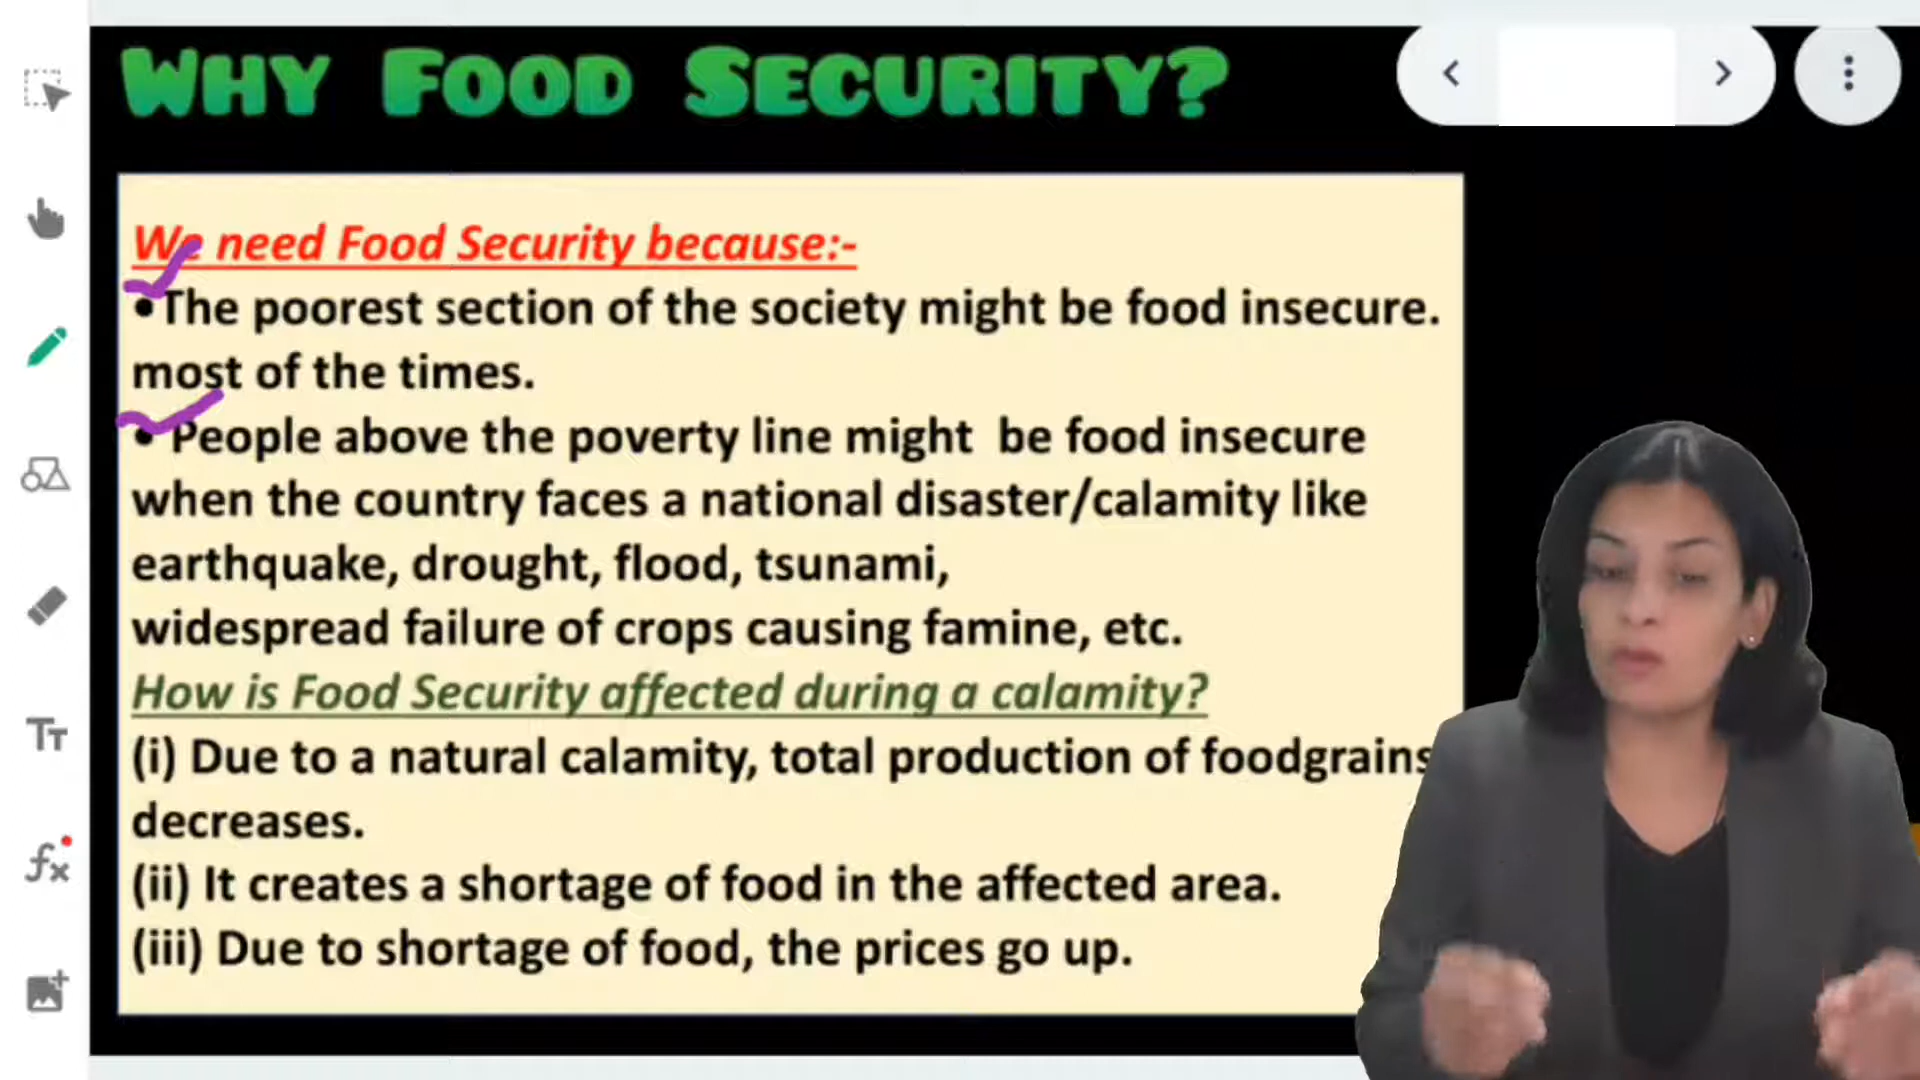 WHY FOOD SECURITY?
We need Food Security because:-
•The poorest section of the society might be food insecure.
most of the times.
• People above the poverty line might be food insecure
when the country faces a national disaster/calamity like
earthquake, drought, flood, tsunami,
widespread failure of crops causing famine, etc.
How is Food Security affected during a calamity?
(i) Due to a natural calamity, total production of foodgrains
decreases.
(ii) It creates a shortage of food in the affected area.
(iii) Due to shortage of food, the prices go up.
Tт
fx